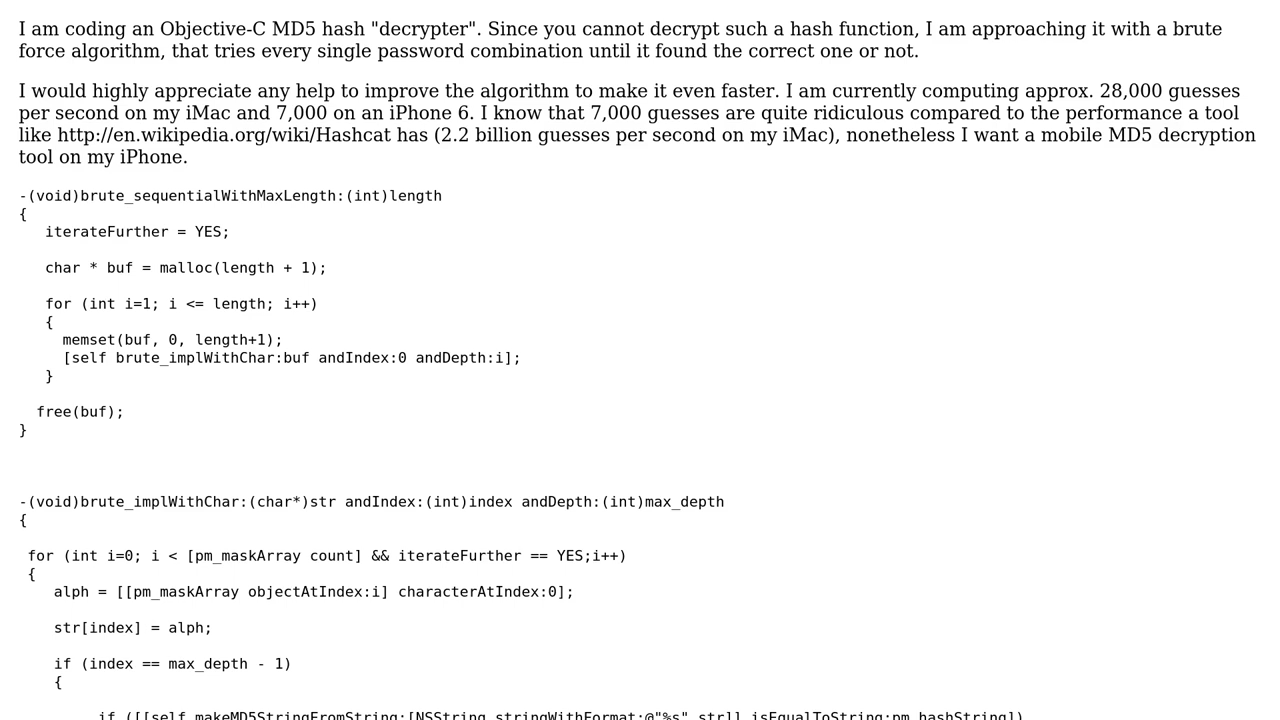 I am coding an Objective-C MD5 hash "decrypter". Since you cannot decrypt such a hash function, I am approaching it with a brute
force algorithm, that tries every single password combination until it found the correct one or not.
I would highly appreciate any help to improve the algorithm to make it even faster. I am currently computing approx. 28,000 guesses
per second on my iMac and 7,000 on an iPhone 6. I know that 7,000 guesses are quite ridiculous compared to the performance a tool
like http://en.wikipedia.org/wiki/Hashcat has (2.2 billion guesses per second on my iMac), nonetheless I want a mobile MD5 decryption
tool on my iPhone.
-(void)brute_sequentialWithMaxLength:(int)length
{
   iterateFurther = YES;
   char * buf = malloc(length + 1);
   for (int i=1; i <= length; i++)
   {
     memset(buf, 0, length+1);
     [self brute_implWithChar:buf andIndex:0 andDepth:i];
   }
  free(buf);
}
-(void)brute_implWithChar:(char*)str andIndex:(int)index andDepth:(int)max_depth
{
 for (int i=0; i < [pm_maskArray count] && iterateFurther == YES;i++)
 {
    alph = [[pm_maskArray objectAtIndex:i] characterAtIndex:0];
    str[index] = alph;
    if (index == max_depth - 1)
    {
         if ([[self makeMD5StringFromString:[NSString stringWithFormat:@"%s",str]] isEqualToString:pm_hashString])